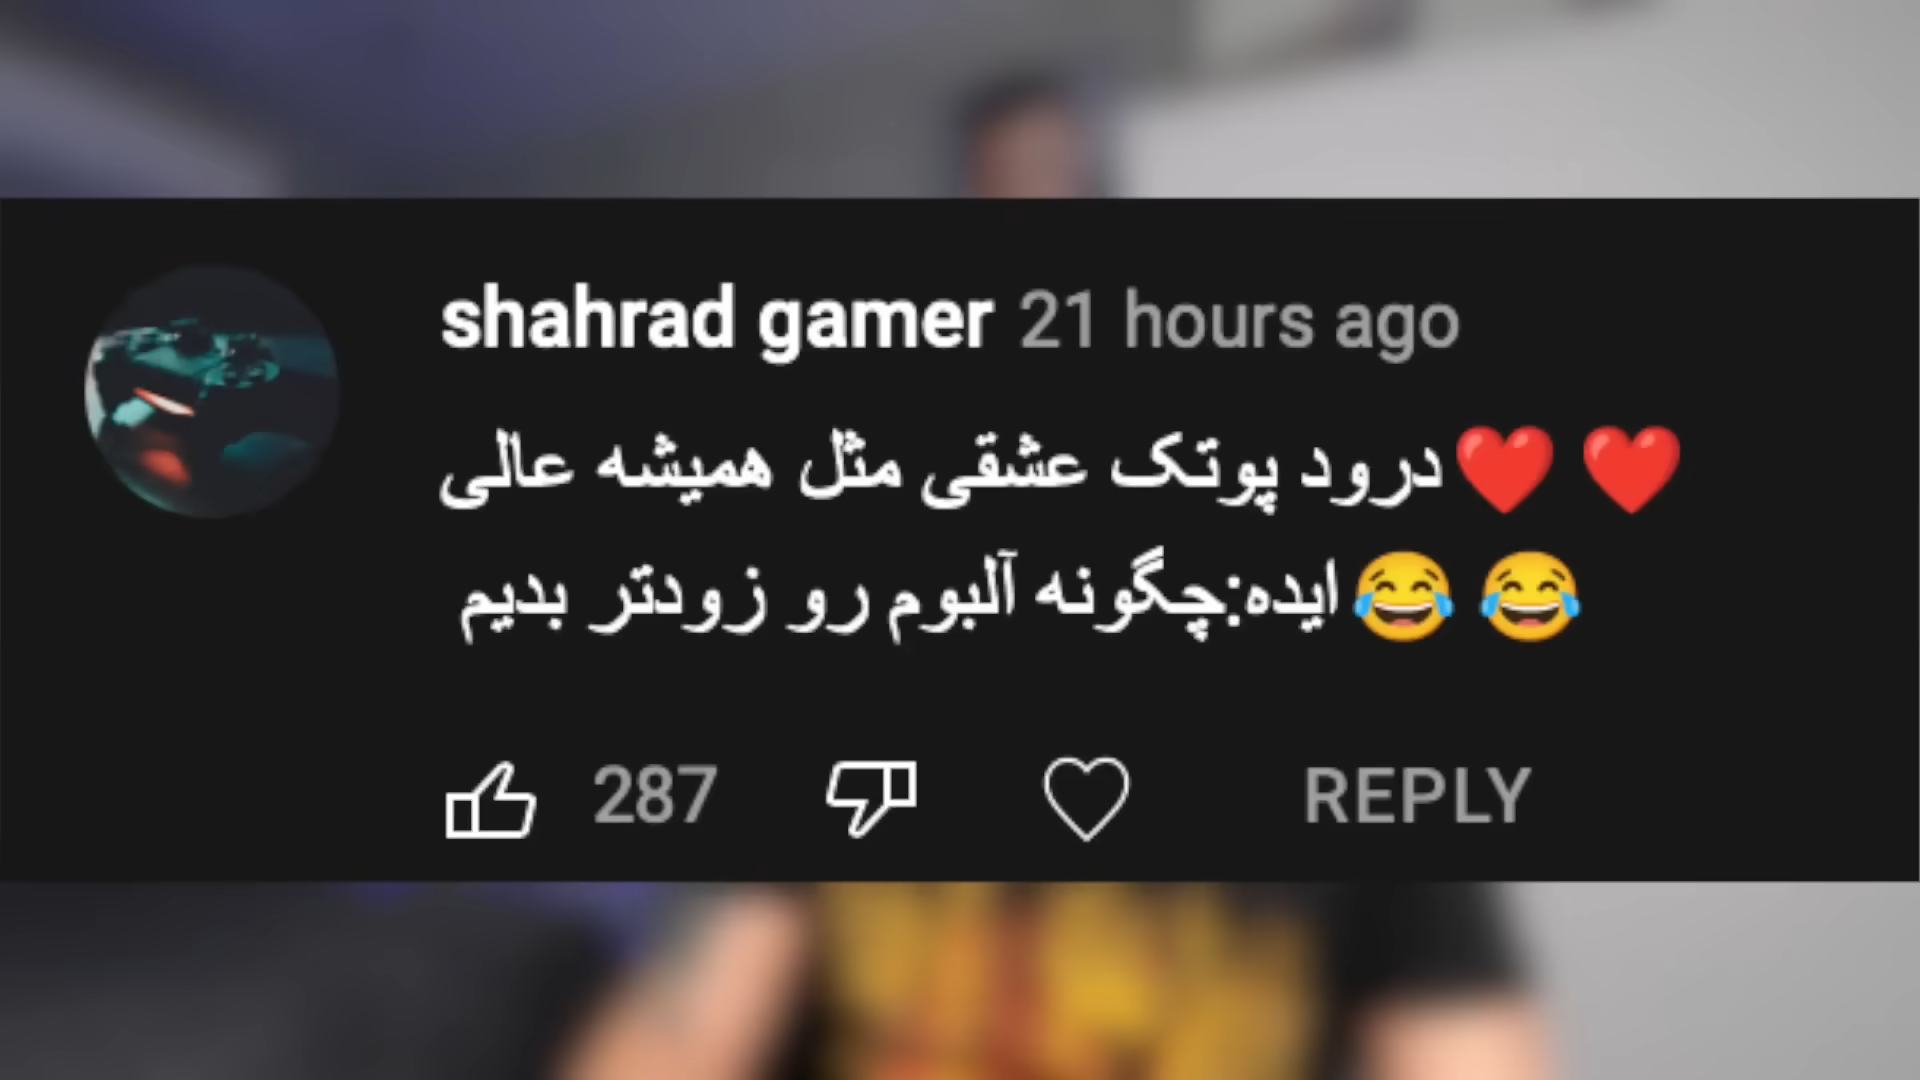 shahrad gamer 21 hours ago
❤️ ❤️درود پوتک عشقی مثل همیشه عالی
😂 😂ایده:چگونه آلبوم رو زودتر بدیم
287 REPLY